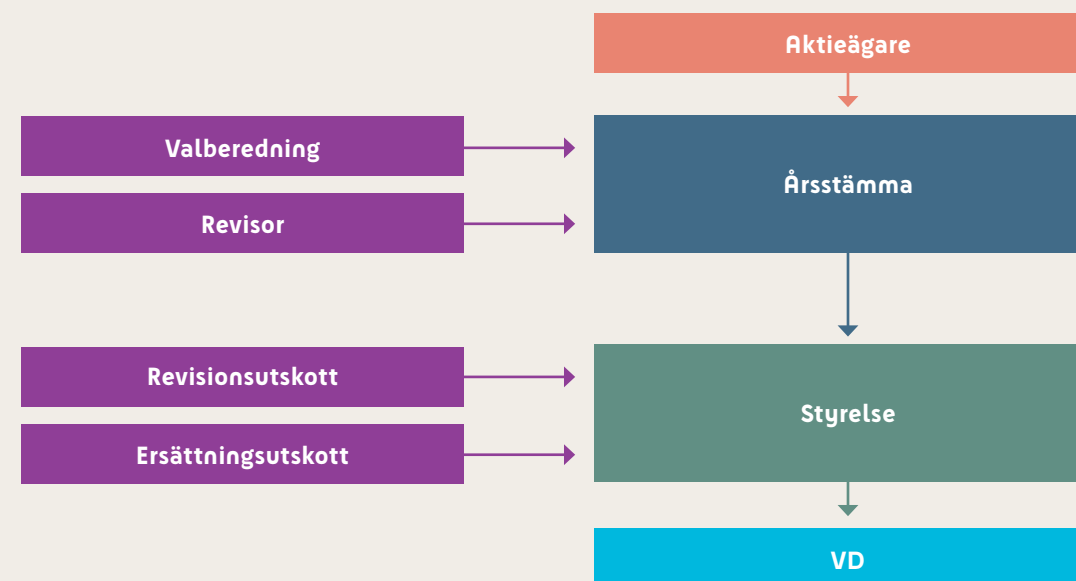 Aktieägare
Valberedning
Årsstämma
Revisor
Revisionsutskott
Styrelse
Ersättningsutskott
VD